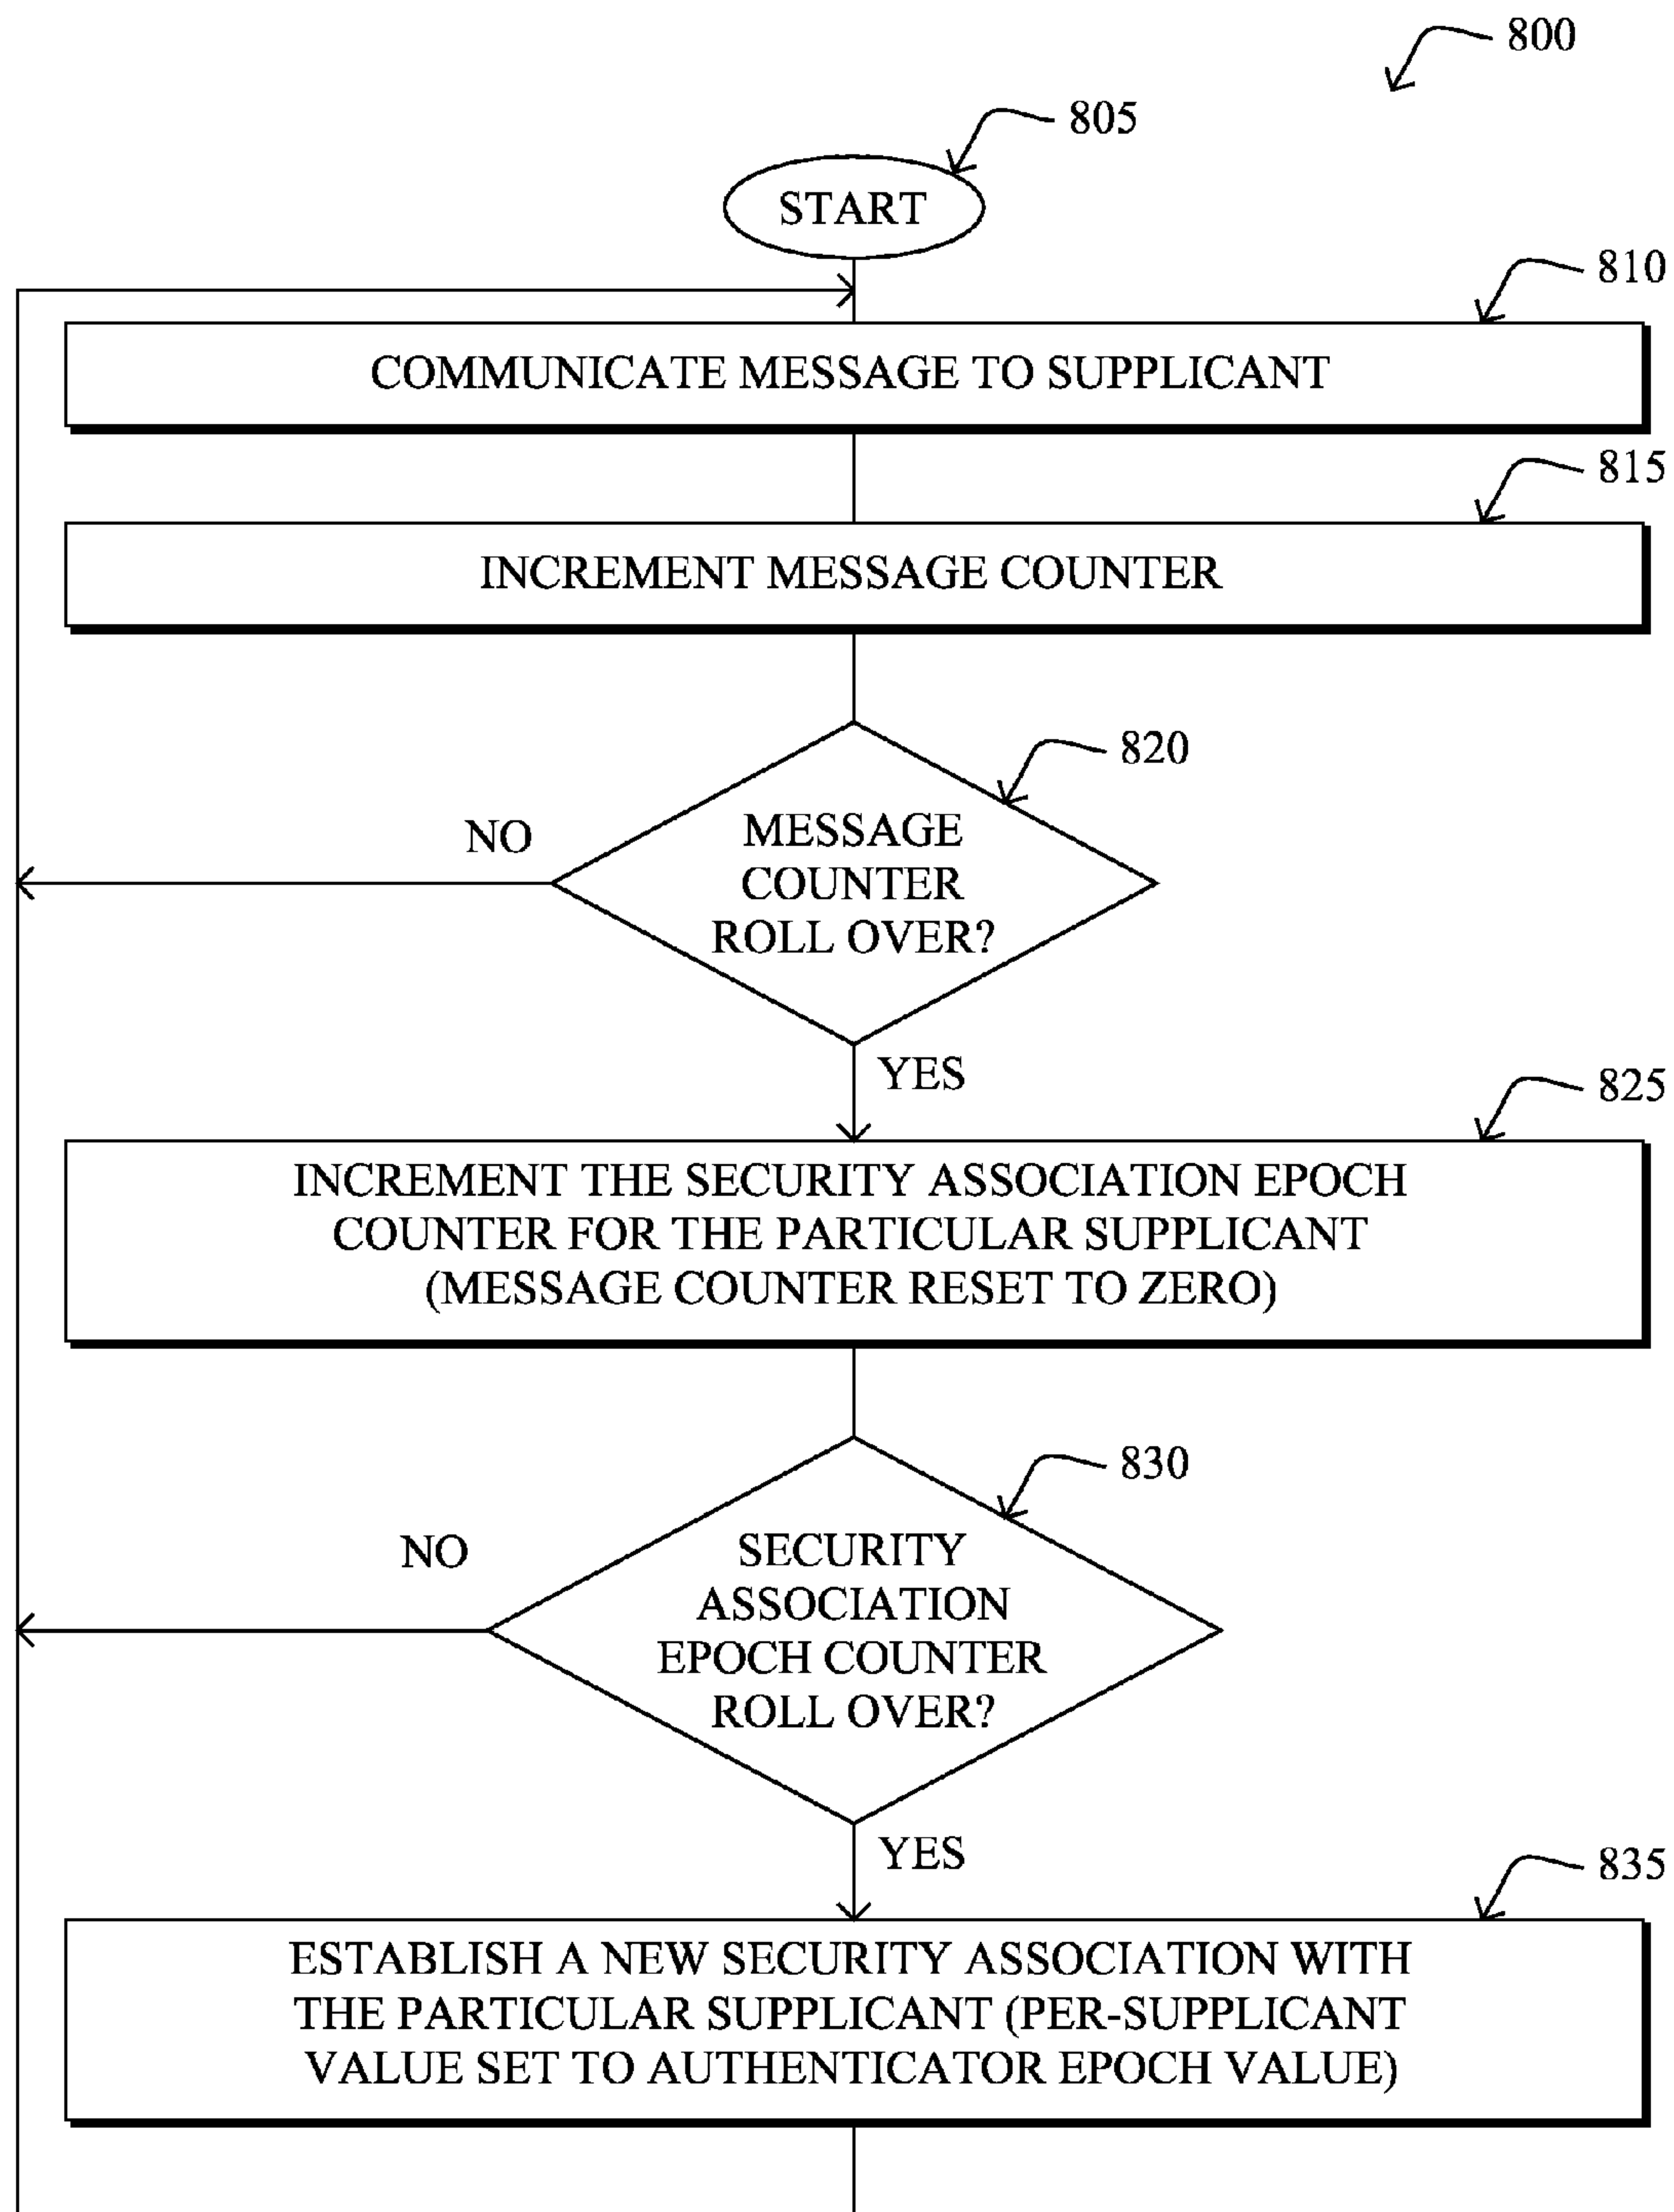 800
805
START
810
COMMUNICATE MESSAGE TO SUPPLICANT
815
INCREMENT MESSAGE COUNTER
820
NO
MESSAGE
COUNTER
ROLL OVER?
YES
825
INCREMENT THE SECURITY ASSOCIATION EPOCH
COUNTER FOR THE PARTICULAR SUPPLICANT
(MESSAGE COUNTER RESET TO ZERO)
830
NO
SECURITY
ASSOCIATION
EPOCH COUNTER
ROLL OVER?
YES
835
ESTABLISH A NEW SECURITY ASSOCIATION WITH
THE PARTICULAR SUPPLICANT (PER-SUPPLICANT
VALUE SET TO AUTHENTICATOR EPOCH VALUE)